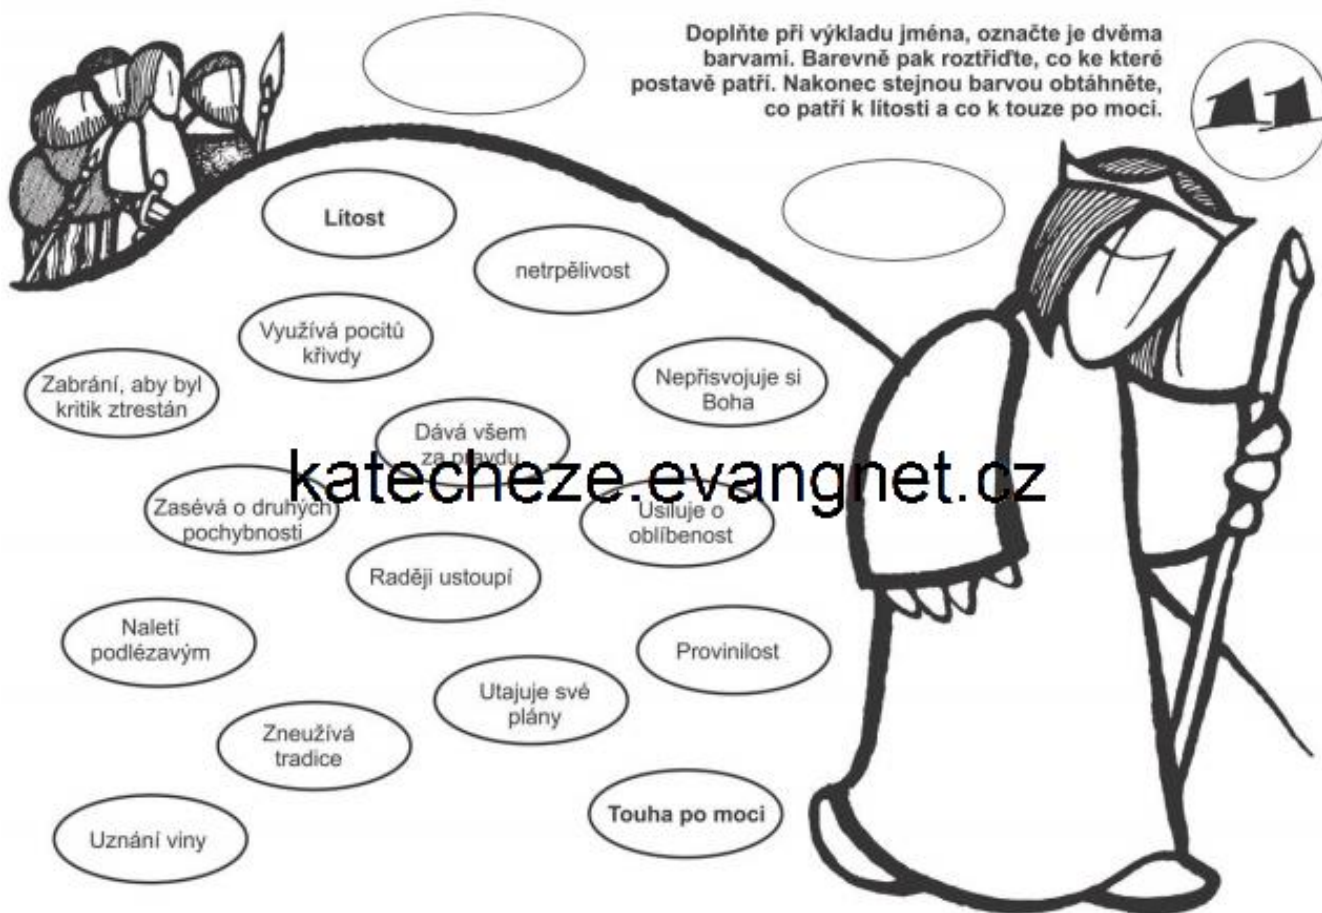 Doplňte při výkladu jména, označte je dvěma
barvami. Barevně pak roztřiďte, co ke které
postavě patří. Nakonec stejnou barvou obtáhněte,
co patří k lítosti a co k touze po moci.
Lítost
netrpělivost
Využívá pocitů
křivdy
Zabrání, aby byl
kritik ztrestán
Nepřisvojuje si
Boha
Dává všem
za pravdu
katecheze.evangnet.cz
Zasévá o druhých
pochybnosti
Usiluje o
oblíbenost
Raději ustoupí
Naletí
podlézavým
Provinilost
Utajuje své
plány
Zneužívá
tradice
Touha po moci
Uznání viny